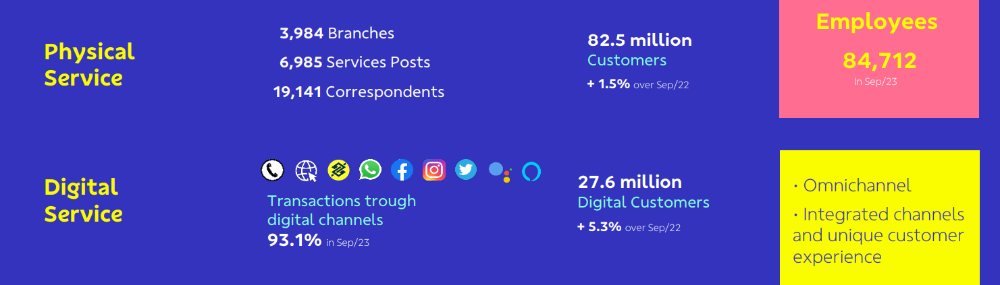 Physical
Service
3,984 Branches
6,985 Services Posts
19,141 Correspondents
82.5 million
Customers
+ 1.5% over Sep/22
Employees
84,712
In Sep/23
Digital
Service
Transactions trough
digital channels
93.1% in Sep/23
27.6 million
Digital Customers
+ 5.3% over Sep/22
· Omnichannel
· Integrated channels
and unique customer
experience